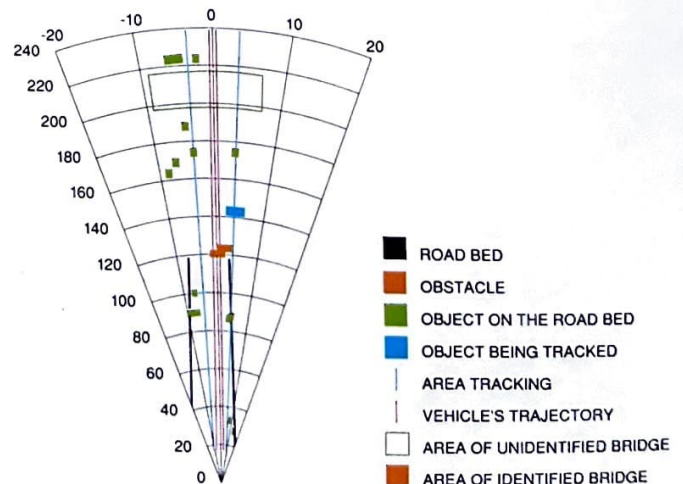 0
-10 10
-20 20
240
220
200
180
160
140
120
100
80
60
40
20
0
ROAD BED
OBSTACLE
OBJECT ON THE ROAD BED
OBJECT BEING TRACKED
AREA TRACKING
VEHICLE'S TRAJECTORY
AREA OF UNIDENTIFIED BRIDGE
AREA OF IDENTIFIED BRIDGE